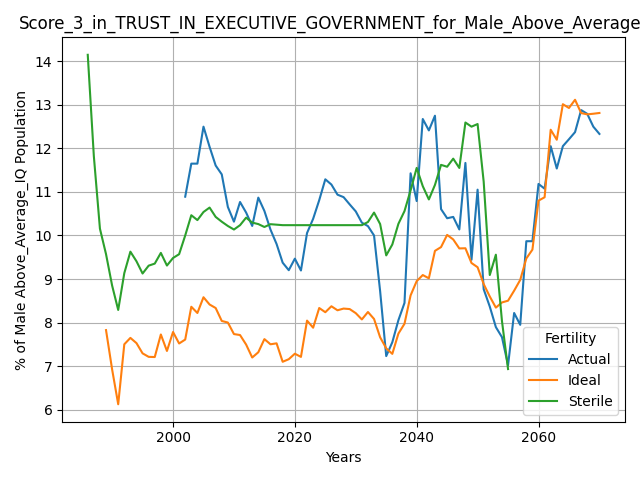 Score_3_in_TRUST_IN_EXECUTIVE_GOVERNMENT_for_Male_Above_Average
14
13
12
11
10
9
8
7
6
% of Male Above_Average_IQ Population
2000
2020
2040
2060
Years
Fertility
Actual
Ideal
Sterile